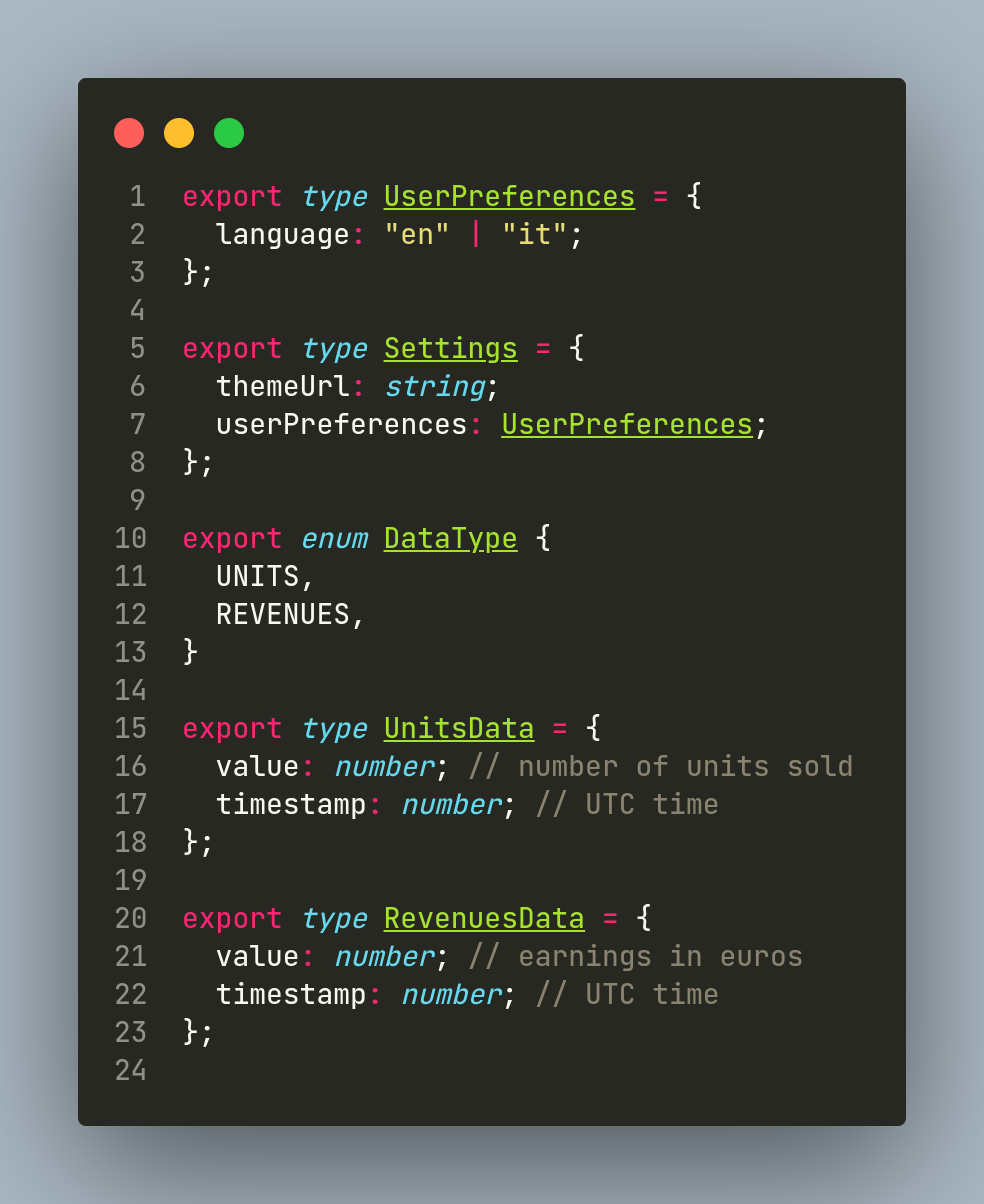 1 export type UserPreferences = {
2   language: "en" | "it";
3 };
4
5 export type Settings = {
6   themeUrl: string;
7   userPreferences: UserPreferences;
8 };
9
10 export enum DataType {
11   UNITS,
12   REVENUES,
13 }
14
15 export type UnitsData = {
16   value: number; // number of units sold
17   timestamp: number; // UTC time
18 };
19
20 export type RevenuesData = {
21   value: number; // earnings in euros
22   timestamp: number; // UTC time
23 };
24